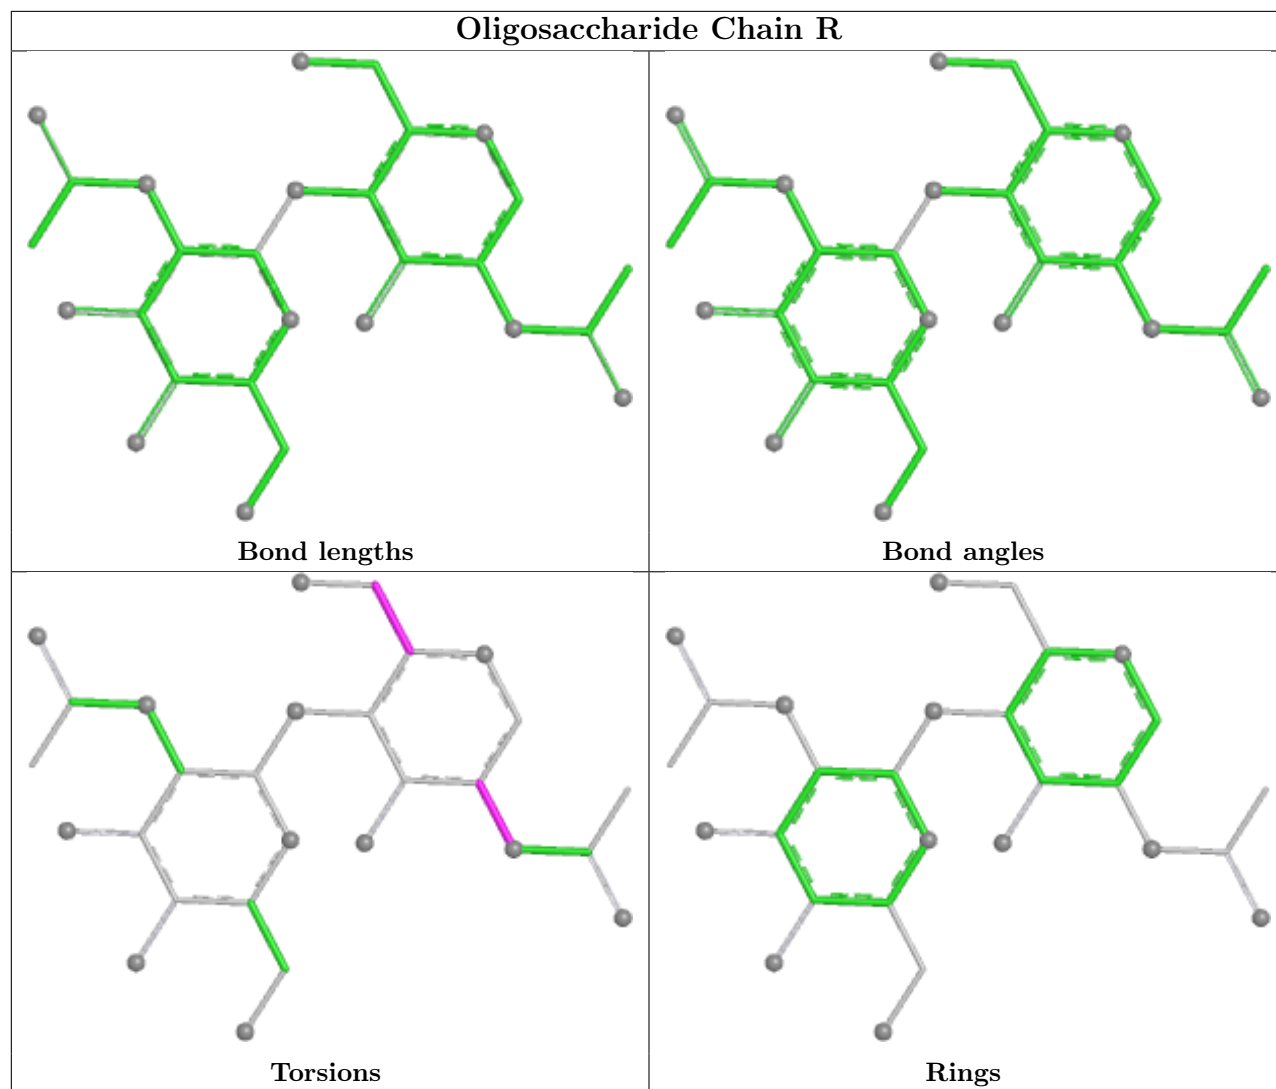 Oligosaccharide Chain R
Bond lengths
Bond angles
Torsions
Rings